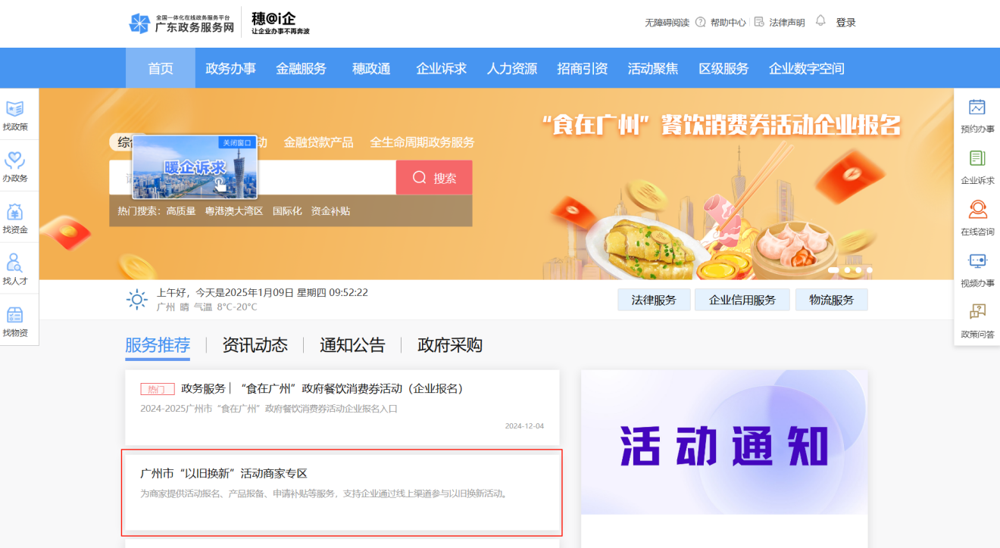 全国一体化在线政务服务平台
广东政务服务网
穗@i企
让企业办事不再奔波
无障碍阅读 帮助中心 法律声明 登录
首页 政务办事 金融服务 穗政通 企业诉求 人力资源 招商引资 活动聚焦 区级服务 企业数字空间
找政策
办政务
找资金
找人才
找物资
“食在广州”餐饮消费券活动企业报名
金融贷款产品 全生命周期政务服务
关闭窗口
暖企诉求
搜索
热门搜索: 高质量 粤港澳大湾区 国际化 资金补贴
预约办事
企业诉求
在线咨询
视频办事
政策问答
上午好，今天是2025年1月09日 星期四 09:52:22
广州 晴 气温 8°C-20°C
法律服务 企业信用服务 物流服务
服务推荐 资讯动态 通知公告 政府采购
热门 政务服务 | “食在广州”政府餐饮消费券活动（企业报名）
2024-2025广州市“食在广州”政府餐饮消费券活动企业报名入口
2024-12-04
广州市“以旧换新”活动商家专区
为商家提供活动报名、产品报备、申请补贴等服务，支持企业通过线上渠道参与以旧换新活动。
活动通知